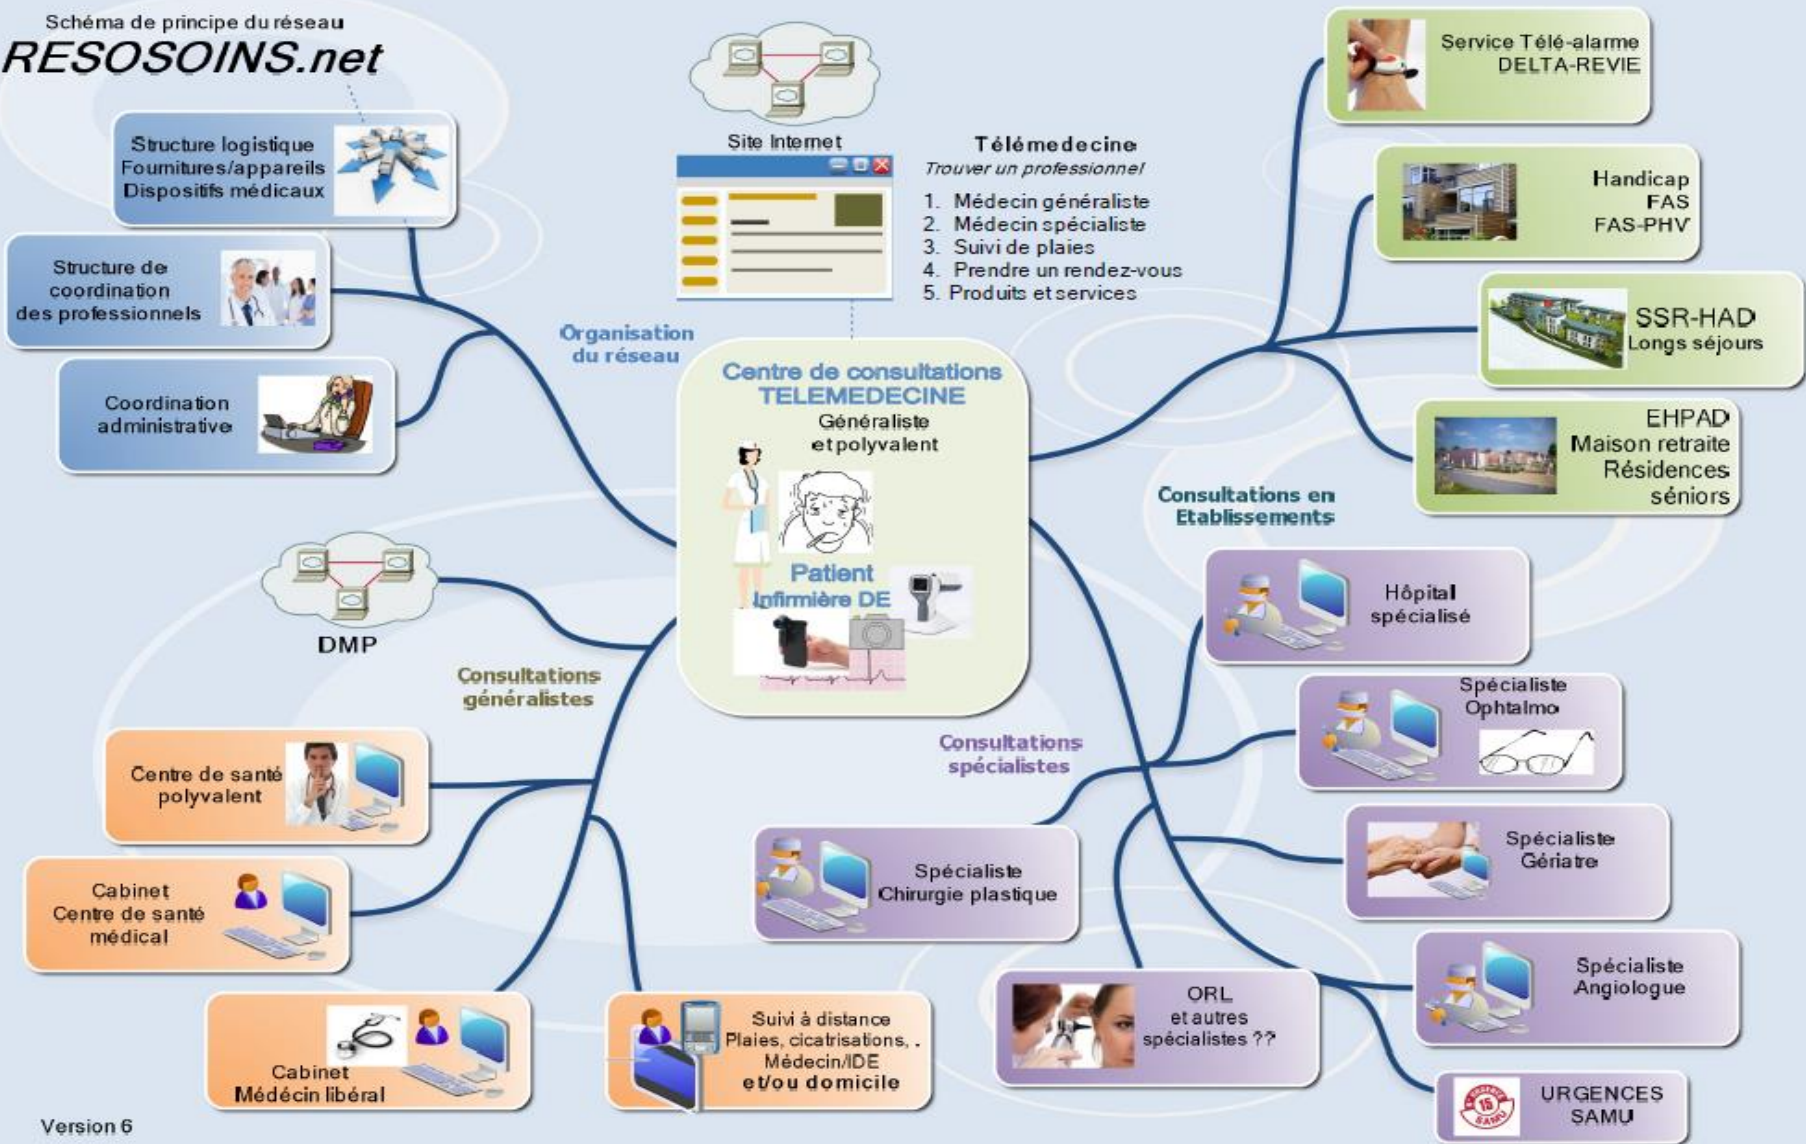 Schéma de principe du réseau
RESOSOINS.net
Structure logistique
Fournitures/appareils
Dispositifs médicaux
Structure de
coordination
des professionnels
Coordination
administrative
Organisation
du réseau
Site Internet
Télémedecine
Trouver un professionnel
1. Médecin généraliste
2. Médecin spécialiste
3. Suivi de plaies
4. Prendre un rendez-vous
5. Produits et services
Service Télé-alarme
DELTA-REVIE
Handicap
FAS
FAS-PHV
SSR-HAD
Longs séjours
EHPAD
Maison retraite
Résidences
séniors
Consultations en
Etablissements
Centre de consultations
TELEMEDECINE
Généraliste
et polyvalent
Patient
Infirmière DE
DMP
Consultations
généralistes
Centre de santé
polyvalent
Cabinet
Centre de santé
médical
Cabinet
Médécin libéral
Suivi à distance
Plaies, cicatrisations, .
Médecin/IDE
et/ou domicile
Consultations
spécialistes
Hôpital
spécialisé
Spécialiste
Ophtalmo
Spécialiste
Gériatre
Spécialiste
Chirurgie plastique
Spécialiste
Angiologue
ORL
et autres
spécialistes ??
15
SAMU
URGENCES
SAMU
Version 6